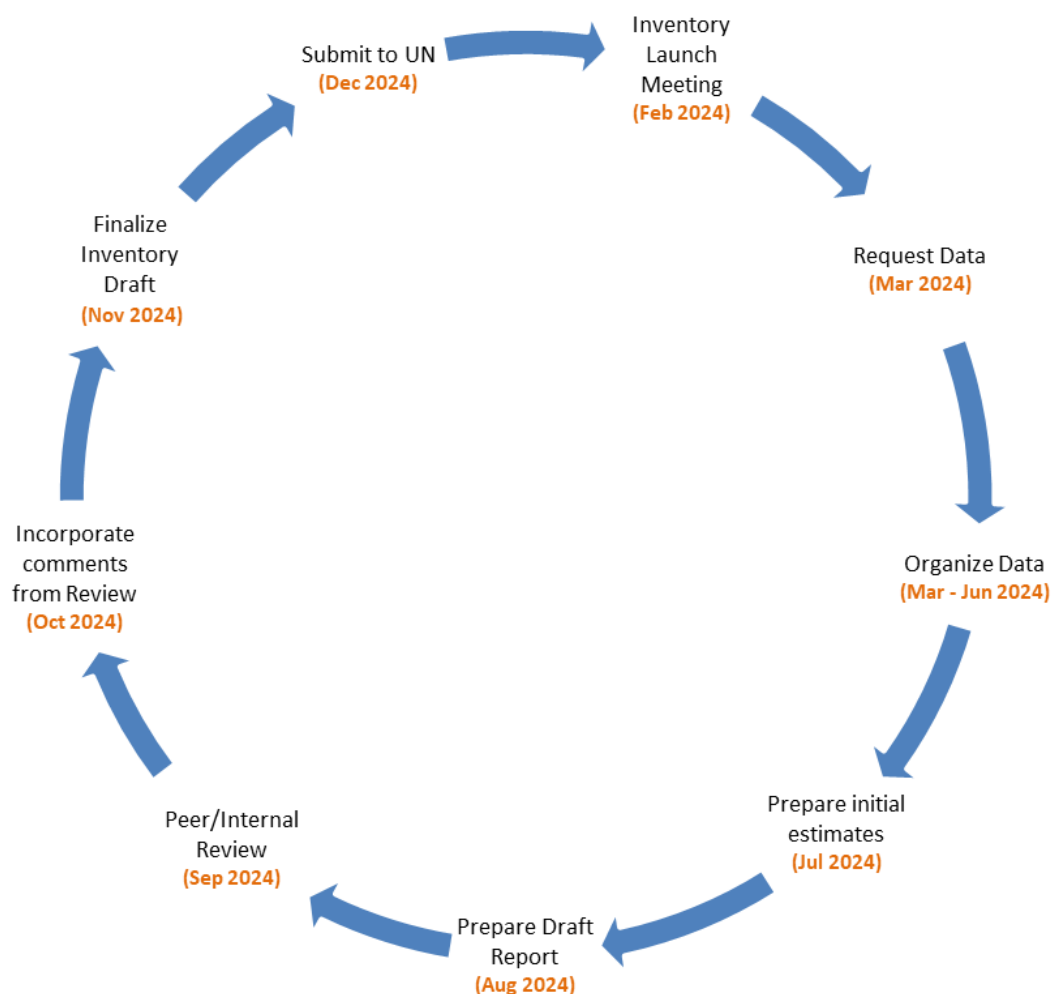 Submit to UN
(Dec 2024)
Inventory
Launch
Meeting
(Feb 2024)
Request Data
(Mar 2024)
Organize Data
(Mar - Jun 2024)
Prepare initial
estimates
(Jul 2024)
Prepare Draft
Report
(Aug 2024)
Peer/Internal
Review
(Sep 2024)
Incorporate
comments
from Review
(Oct 2024)
Finalize
Inventory
Draft
(Nov 2024)